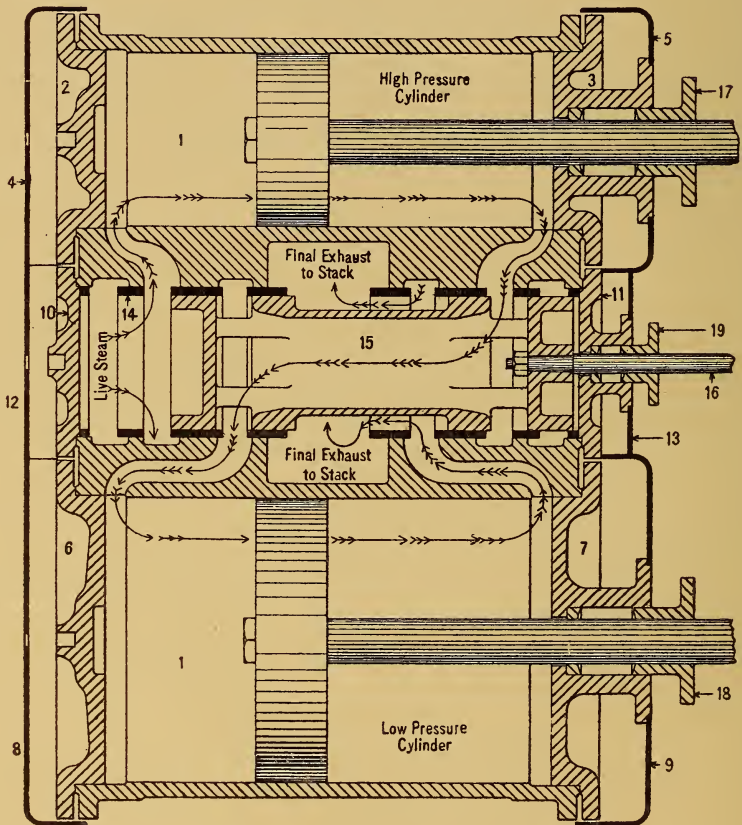 5
High Pressure
Cylinder
2
3
17
1
4
Final Exhaust
to Stack
10
14
11
19
15
Live Steam
16
12
13
Final Exhaust
to Stack
6
7
1
18
Low Pressure
Cylinder
8
9